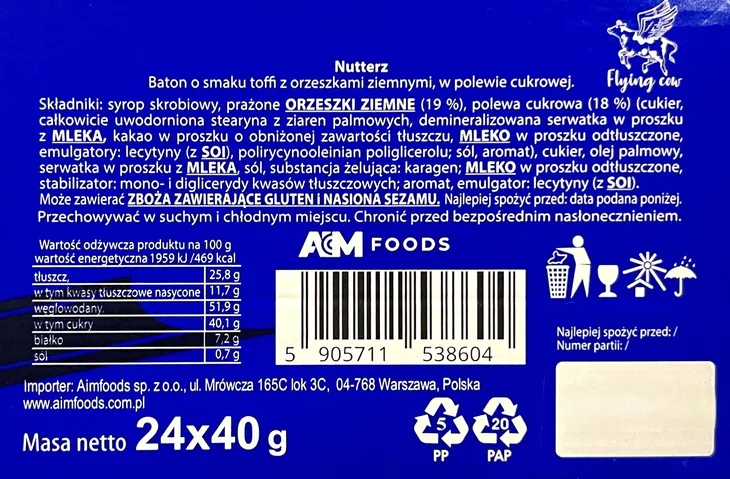 Flying cow
Nutterz
Baton o smaku toffi z orzeszkami ziemnymi, w polewie cukrowej.
Składniki: syrop skrobiowy, prażone ORZESZKI ZIEMNE (19 %), polewa cukrowa (18 %) (cukier,
całkowicie uwodorniona stearyna z ziaren palmowych, demineralizowana serwatka w proszku
z MLEKA, kakao w proszku o obniżonej zawartości tłuszczu, MLEKO w proszku odtłuszczone,
emulgatory: lecytyny (z SOI), polirycynooleinian poliglicerolu; sól, aromat), cukier, olej palmowy,
serwatka w proszku z MLEKA, sól, substancja żelująca: karagen; MLEKO w proszku odtłuszczone,
stabilizator: mono- i diglicerydy kwasów tłuszczowych; aromat, emulgator: lecytyny (z SOI).
Może zawierać ZBOŻA ZAWIERAJĄCE GLUTEN i NASIONA SEZAMU. Najlepiej spożyć przed: data podana poniżej.
Przechowywać w suchym i chłodnym miejscu. Chronić przed bezpośrednim nasłonecznieniem.
Wartość odżywcza produktu na 100 g
wartość energetyczna 1959 kJ /469 kcal
tłuszcz, 25,8 g
w tym kwasy tłuszczowe nasycone 11,7 g
węglowodany, 51,9 g
w tym cukry 40,1 g
białko 7,2 g
sól 0,7 g
AIM FOODS
5 905711 538604
Najlepiej spożyć przed: /
Numer partii: /
Importer: Aimfoods sp. z o.o., ul. Mrówcza 165C lok 3C, 04-768 Warszawa, Polska
www.aimfoods.com.pl
Masa netto 24x40 g
5
PP
20
PAP